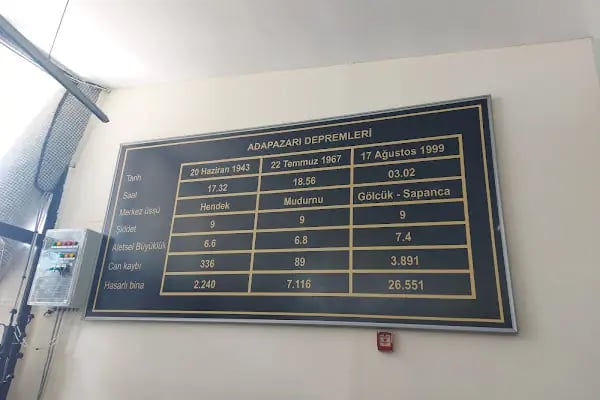 ADAPAZARI DEPREMLERİ
Tarih 20 Haziran 1943 22 Temmuz 1967 17 Ağustos 1999
Saat 17.32 18.56 03.02
Merkez üssü Hendek Mudurnu Gölcük - Sapanca
Şiddet 9 9 9
Aletsel Büyüklük 6.6 6.8 7.4
Can kaybı 336 89 3.891
Hasarlı bina 2.240 7.116 26.551